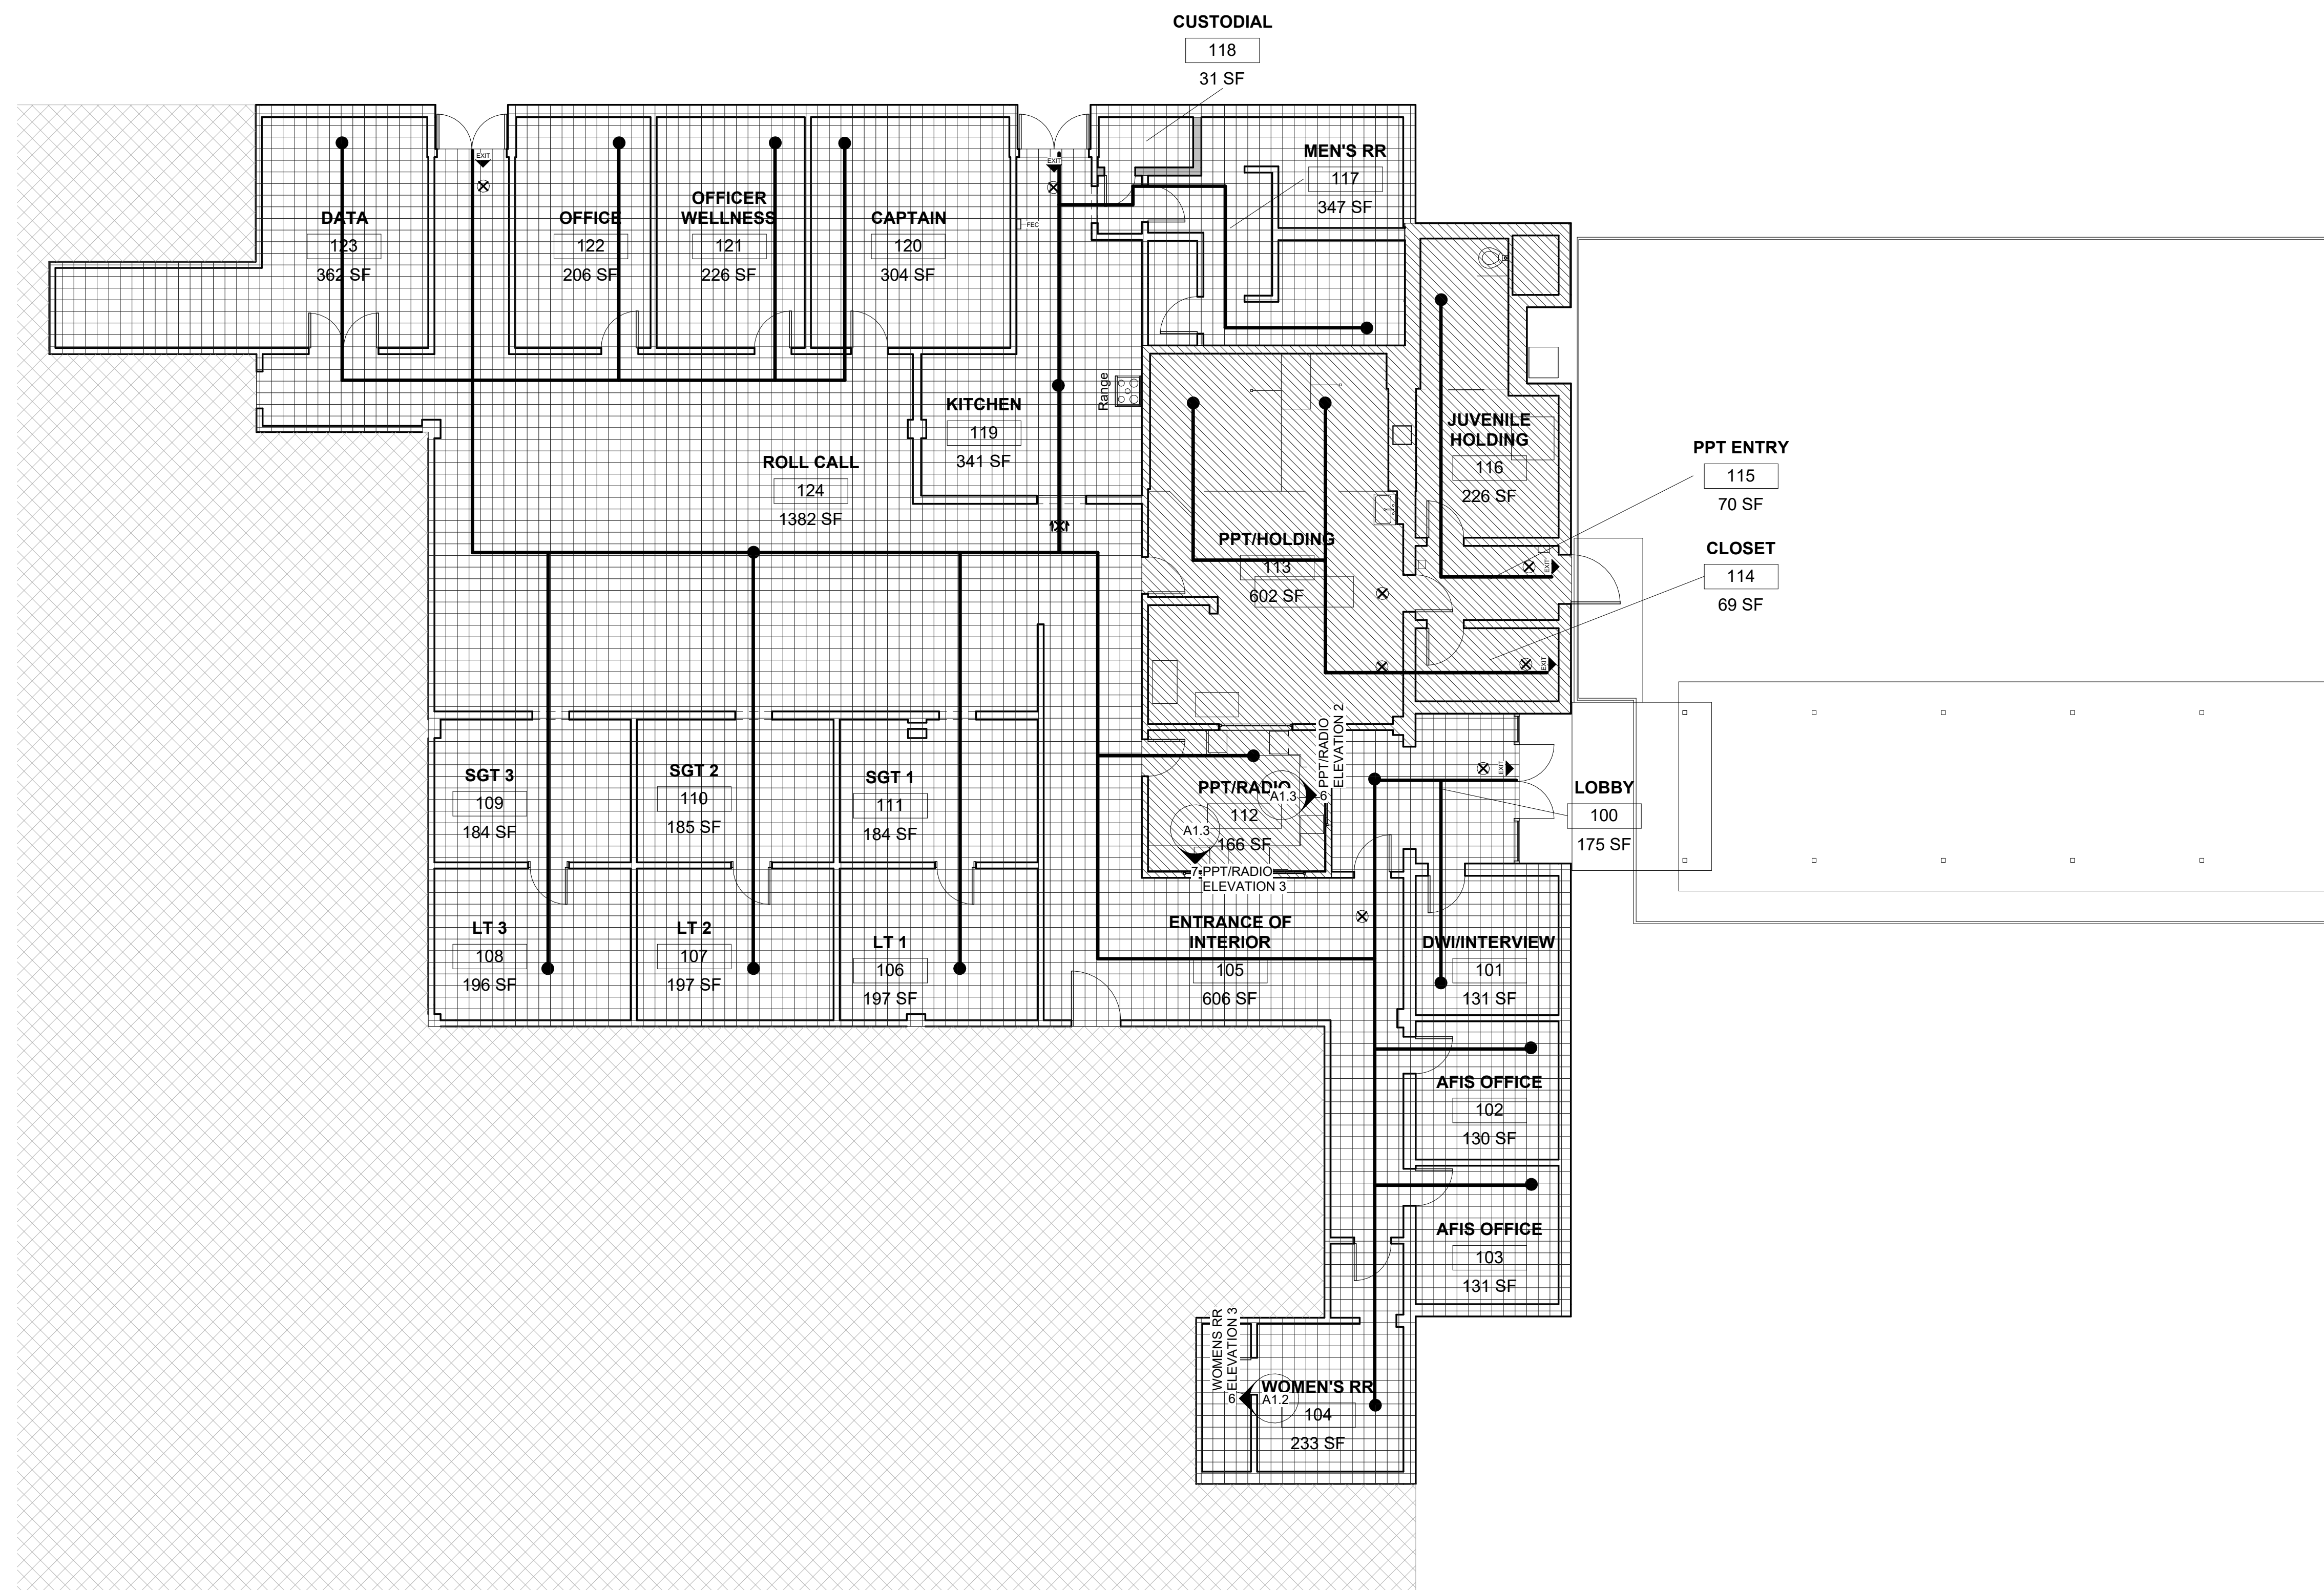 CUSTODIAL
118
31 SF
EXIT
EXIT
MEN'S RR
117
347 SF
DATA
123
362 SF
OFFICE
122
206 SF
OFFICER
WELLNESS
121
226 SF
CAPTAIN
120
304 SF
FEC
Range
KITCHEN
119
341 SF
JUVENILE
HOLDING
116
226 SF
PPT ENTRY
115
70 SF
ROLL CALL
124
1382 SF
PPT/HOLDING
113
602 SF
EXIT
CLOSET
114
69 SF
EXIT
PPT/RADIO
ELEVATION 2
6
A1.3
EXIT
SGT 3
109
184 SF
SGT 2
110
185 SF
SGT 1
111
184 SF
PPT/RADIO
112
166 SF
A1.3
7
PPT/RADIO
ELEVATION 3
LOBBY
100
175 SF
LT 3
108
196 SF
LT 2
107
197 SF
LT 1
106
197 SF
ENTRANCE OF
INTERIOR
105
606 SF
DWI/INTERVIEW
101
131 SF
AFIS OFFICE
102
130 SF
AFIS OFFICE
103
131 SF
WOMENS RR
ELEVATION 3
6
A1.2
WOMEN'S RR
104
233 SF